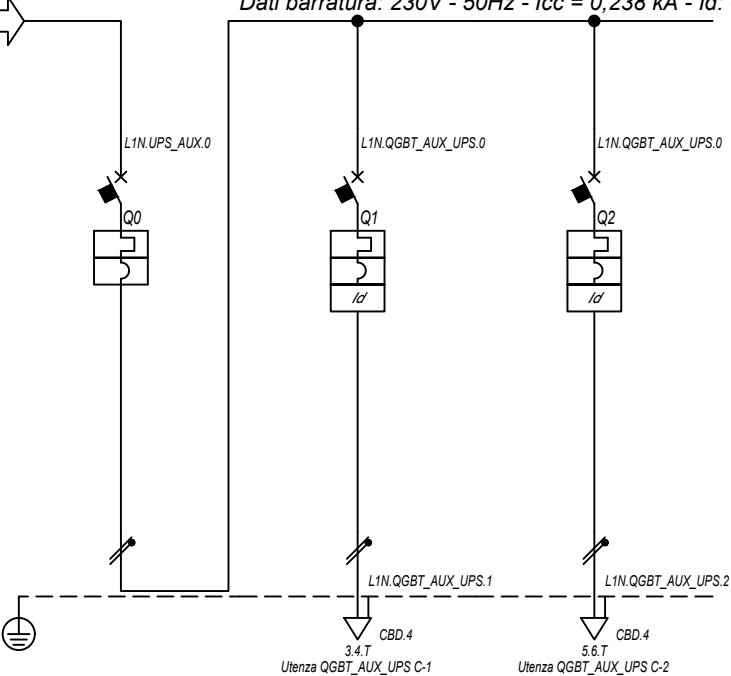 Dati barratura: 230V - 50Hz - Icc = 0,238 kA - Id:
L1N.UPS_AUX.0
L1N.QGBT_AUX_UPS.0
L1N.QGBT_AUX_UPS.0
Q0
Q1
Q2
Id
Id
L1N.QGBT_AUX_UPS.1
L1N.QGBT_AUX_UPS.2
CBD.4
CBD.4
3.4.T
5.6.T
Utenza QGBT_AUX_UPS C-1
Utenza QGBT_AUX_UPS C-2